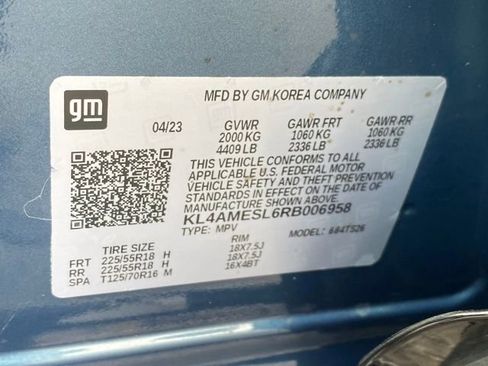 gm
MFD BY GM KOREA COMPANY
04/23 GVWR GAWR FRT GAWR RR
2000 KG 1060 KG 1060 KG
4409 LB 2336 LB 2336 LB
THIS VEHICLE CONFORMS TO ALL
APPLICABLE U.S. FEDERAL MOTOR
VEHICLE SAFETY AND THEFT PREVENTION
STANDARDS IN EFFECT ON THE DATE
OF MANUFACTURE SHOWN ABOVE.
KL4AMESL6RB006958
TYPE: MPV MODEL: 684TS26
TIRE SIZE RIM
FRT 225/55R18 H 18X7.5J
RR 225/55R18 H 18X7.5J
SPA T125/70R16 M 16X4BT